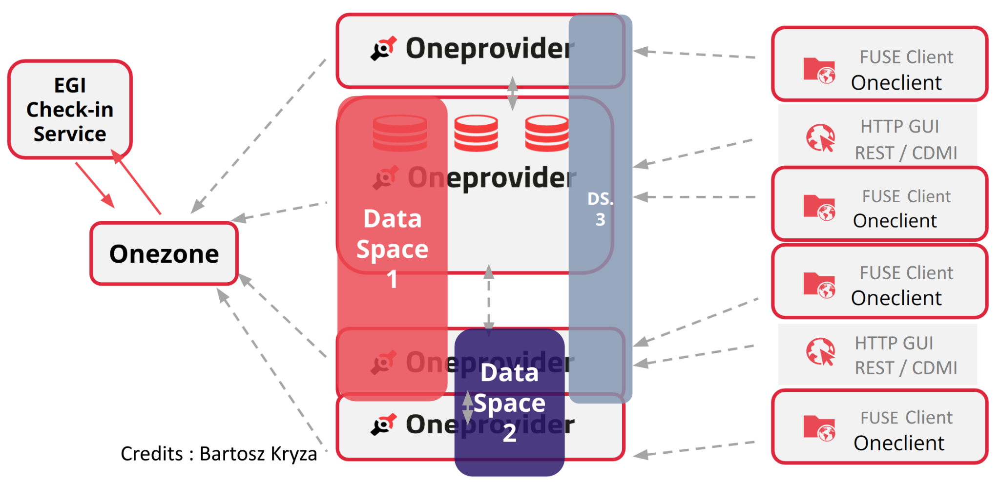 EGI
Check-in
Service
Onezone
Credits : Bartosz Kryza
Oneprovider
Oneprovider
Data
Space
1
DS.
3
Oneprovider
Data
Space
2
Oneprovider
FUSE Client
Oneclient
HTTP GUI
REST / CDMI
FUSE Client
Oneclient
FUSE Client
Oneclient
HTTP GUI
REST / CDMI
FUSE Client
Oneclient